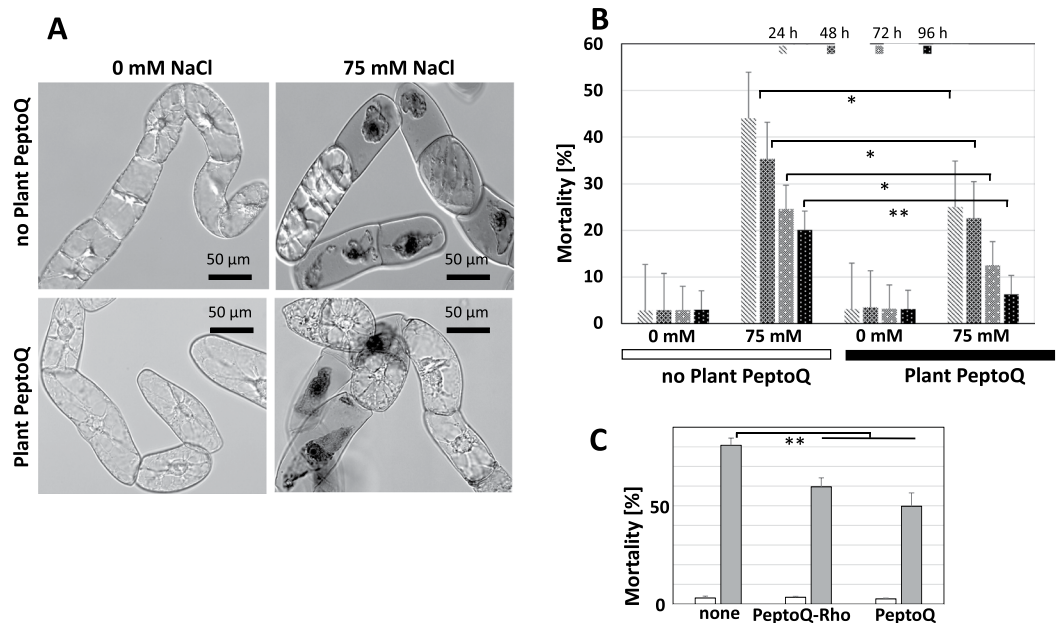 A
0 mM NaCl
75 mM NaCl
no Plant PeptoQ
50 µm
50 µm
Plant PeptoQ
50 µm
50 µm
B
24 h 48 h 72 h 96 h
Mortality [%]
60
50
40
30
20
10
0
*
*
*
**
0 mM 75 mM 0 mM 75 mM
no Plant PeptoQ Plant PeptoQ
C
Mortality [%]
50
0
**
none PeptoQ-Rho PeptoQ